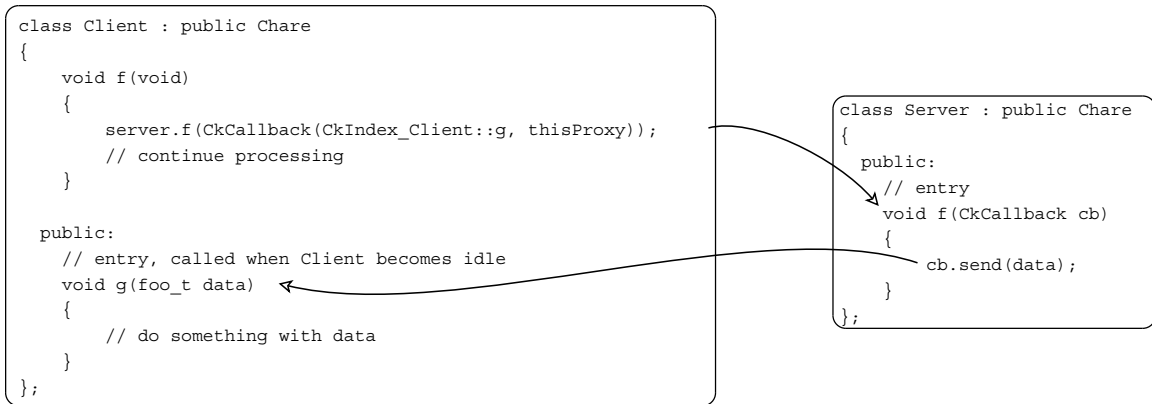 class Client : public Chare
{
    void f(void)
    {
        server.f(CkCallback(CkIndex_Client::g, thisProxy));
        // continue processing
    }
  public:
    // entry, called when Client becomes idle
    void g(foo_t data)
    {
        // do something with data
    }
};
class Server : public Chare
{
  public:
    // entry
    void f(CkCallback cb)
    {
        cb.send(data);
    }
};